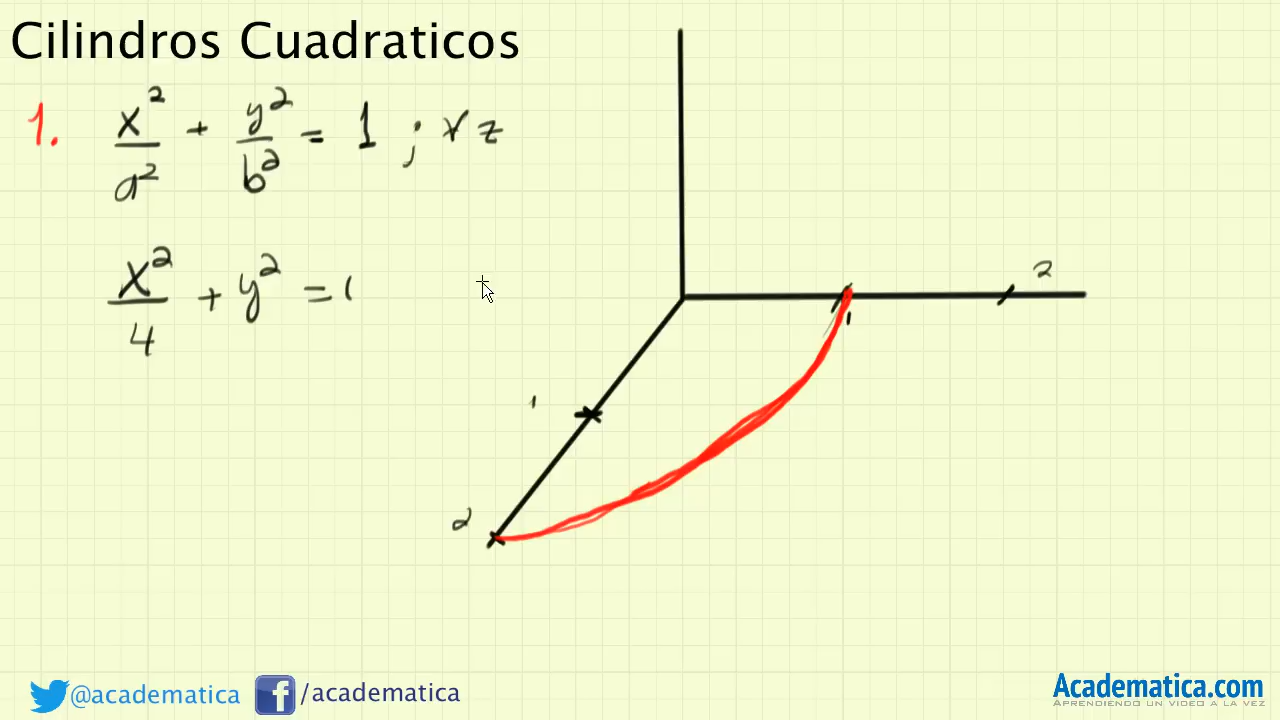 Cilindros Cuadraticos
1. x²/a² + y²/b² = 1 ; ∀ z
x²/4 + y² = 1
2
1
1
2
@academatica
/academatica
Academatica.com
APRENDIENDO UN VIDEO A LA VEZ